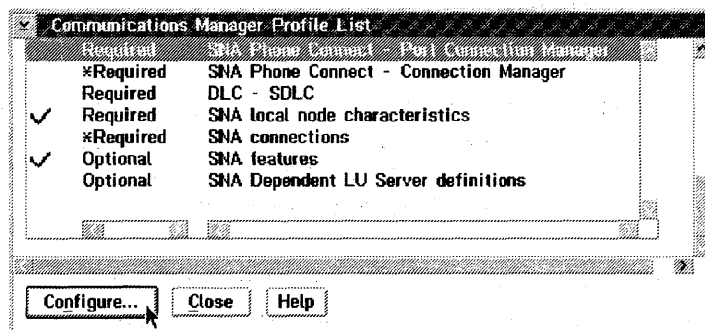 Communications Manager Profile List
Required SNA Phone Connect - Port Connection Manager
*Required SNA Phone Connect - Connection Manager
Required DLC - SDLC
Required SNA local node characteristics
*Required SNA connections
Optional SNA features
Optional SNA Dependent LU Server definitions
Configure... Close Help